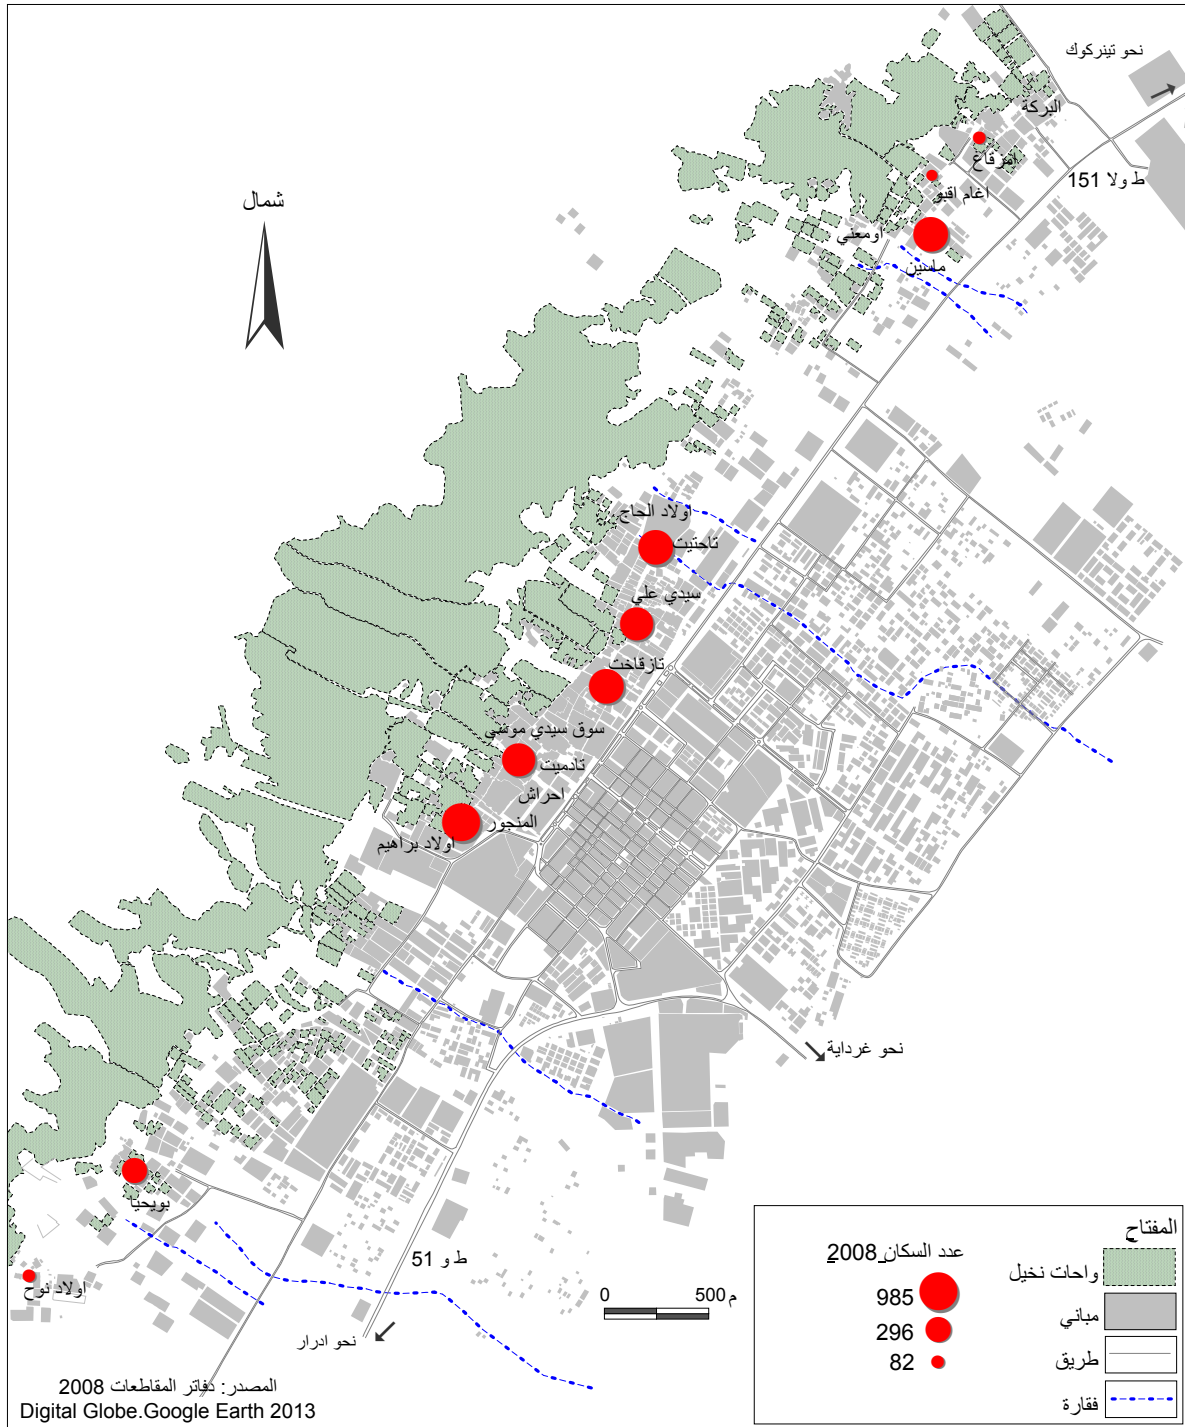 نحو تينركوك
البركة
امزقاغ
ط ولا 151
اغام اقبو
شمال
اومعني
ماسين
اولاد الحاج
تاحتيت
سيدي علي
تازقاخت
سوق سيدي موسى
تادميت
احراش
المنجور
اولاد براهيم
نحو غرداية
بويحيا
ط و 51
اولاد نوح
نحو ادرار
0 500 م
المفتاح
عدد السكان 2008
واحات نخيل
985
مباني
296
طريق
82
فقارة
المصدر: دفاتر المقاطعات 2008
Digital Globe.Google Earth 2013